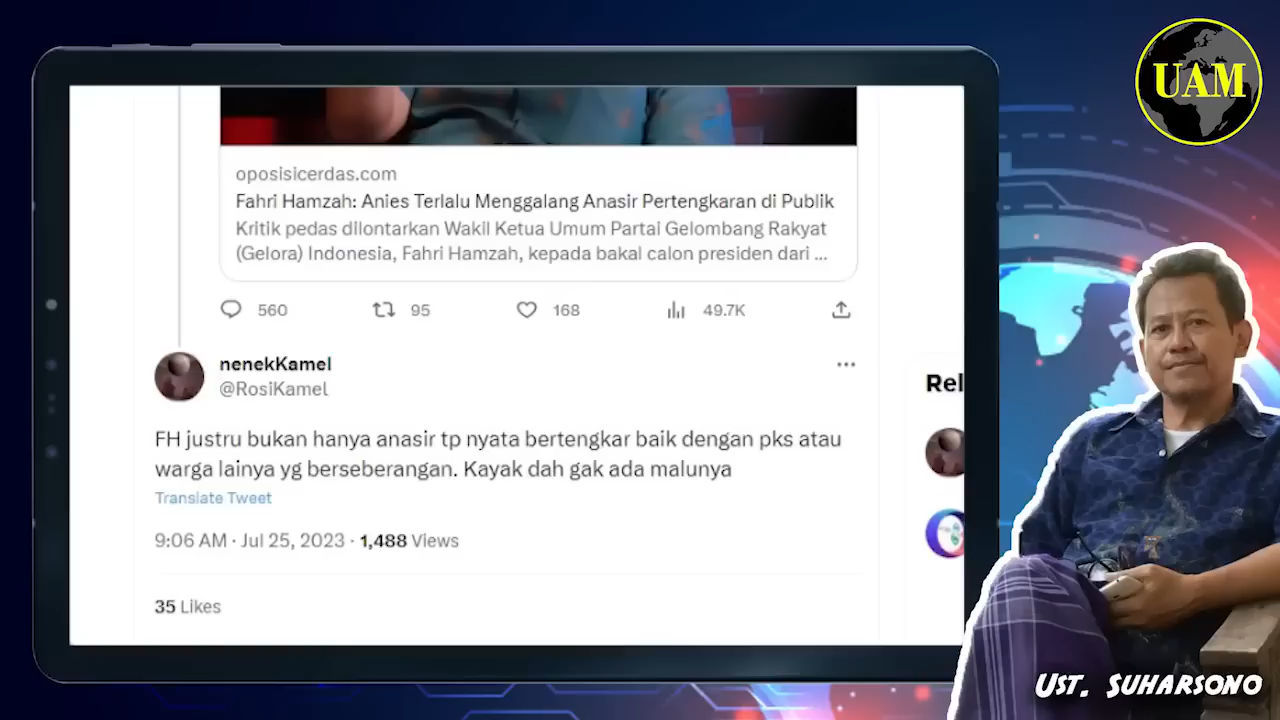 UAM
oposisicerdas.com
Fahri Hamzah: Anies Terlalu Menggalang Anasir Pertengkaran di Publik
Kritik pedas dilontarkan Wakil Ketua Umum Partai Gelombang Rakyat
(Gelora) Indonesia, Fahri Hamzah, kepada bakal calon presiden dari ...
560 95 168 49.7K
nenekKamel
@RosiKamel
Rel
FH justru bukan hanya anasir tp nyata bertengkar baik dengan pks atau
warga lainya yg berseberangan. Kayak dah gak ada malunya
Translate Tweet
9:06 AM · Jul 25, 2023 · 1,488 Views
35 Likes
Ust. Suharsono